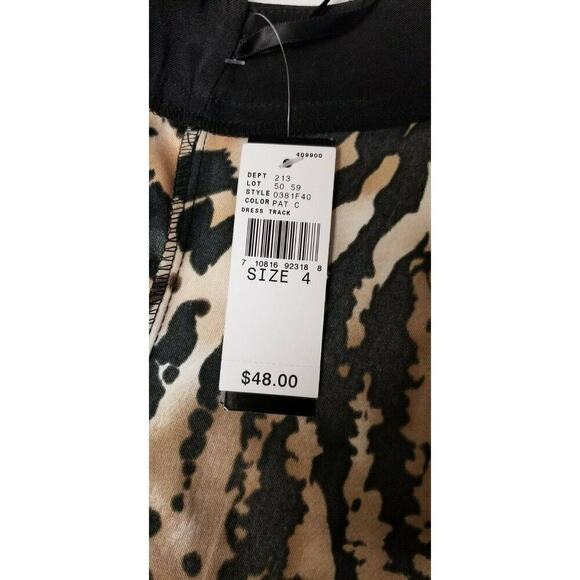 409900
DEPT 213
LOT 50 59
STYLE 0381F40
COLOR PAT C
DRESS TRACK
7 10816 92318 8
SIZE 4
$48.00